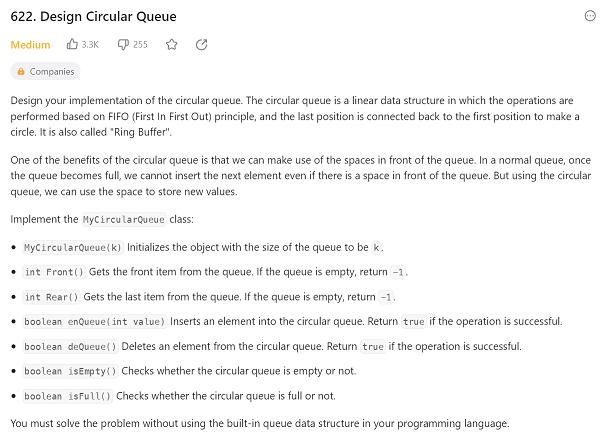 622. Design Circular Queue
Medium 3.3K 255
Companies
Design your implementation of the circular queue. The circular queue is a linear data structure in which the operations are
performed based on FIFO (First In First Out) principle, and the last position is connected back to the first position to make a
circle. It is also called "Ring Buffer".
One of the benefits of the circular queue is that we can make use of the spaces in front of the queue. In a normal queue, once
the queue becomes full, we cannot insert the next element even if there is a space in front of the queue. But using the circular
queue, we can use the space to store new values.
Implement the MyCircularQueue class:
• MyCircularQueue(k) Initializes the object with the size of the queue to be k.
• int Front() Gets the front item from the queue. If the queue is empty, return -1.
• int Rear() Gets the last item from the queue. If the queue is empty, return -1.
• boolean enQueue(int value) Inserts an element into the circular queue. Return true if the operation is successful.
• boolean deQueue() Deletes an element from the circular queue. Return true if the operation is successful.
• boolean isEmpty() Checks whether the circular queue is empty or not.
• boolean isFull() Checks whether the circular queue is full or not.
You must solve the problem without using the built-in queue data structure in your programming language.